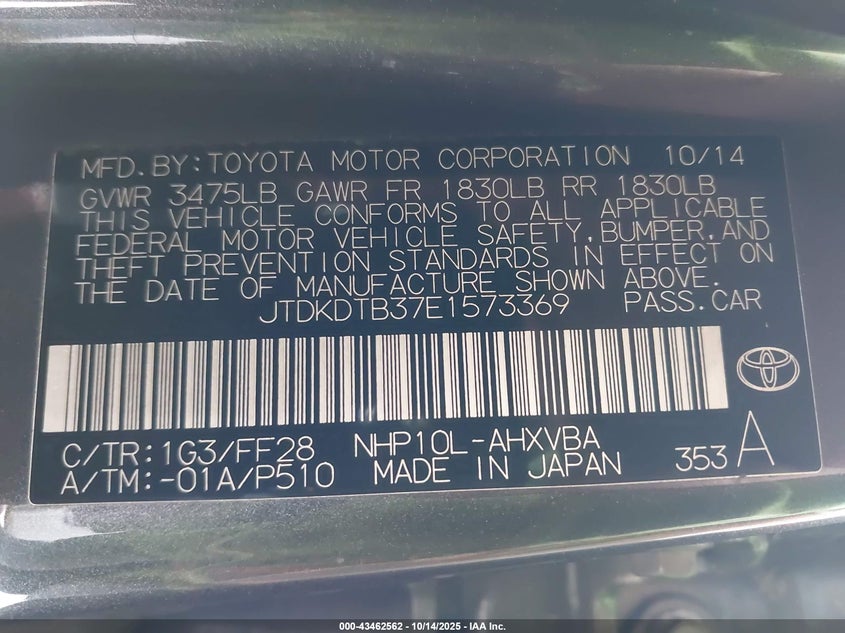 MFD.BY:TOYOTA MOTOR CORPORATION 10/14
GVWR 3475LB GAWR FR 1830LB RR 1830LB
THIS VEHICLE CONFORMS TO ALL APPLICABLE
FEDERAL MOTOR VEHICLE SAFETY,BUMPER,AND
THEFT PREVENTION STANDARDS IN EFFECT ON
THE DATE OF MANUFACTURE SHOWN ABOVE.
JTDKDTB37E1573369 PASS.CAR
C/TR:1G3/FF28 NHP10L-AHXVBA
A/TM:-01A/P510 MADE IN JAPAN 353 A
000-43462562 - 10/14/2025 - IAA Inc.